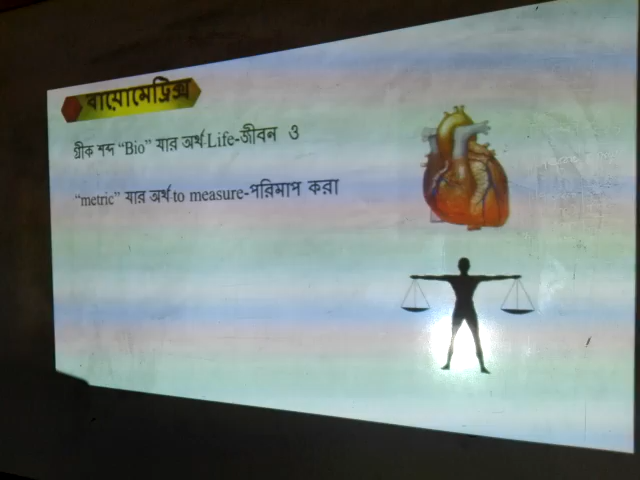 বায়োমেট্রিক্স
গ্রীক শব্দ “Bio” যার অর্থ-Life-জীবন ও
“metric” যার অর্থ-to measure-পরিমাপ করা